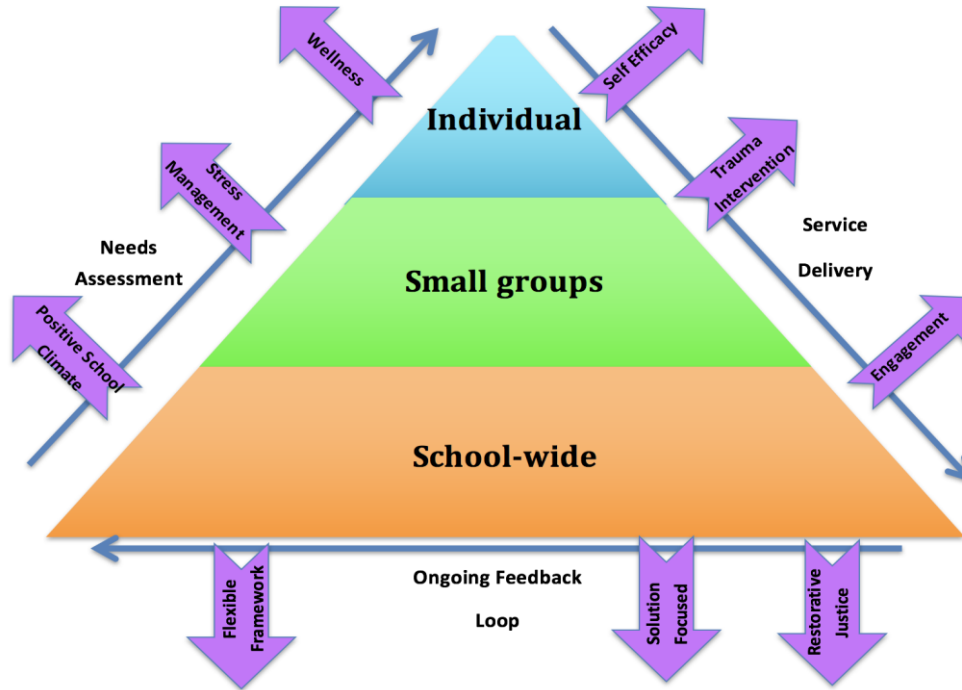 Wellness
Self Efficacy
Individual
Stress
Management
Trauma
Intervention
Needs
Assessment
Service
Delivery
Small groups
Positive School
Climate
Engagement
School-wide
Ongoing Feedback
Loop
Flexible
Framework
Solution
Focused
Restorative
Justice